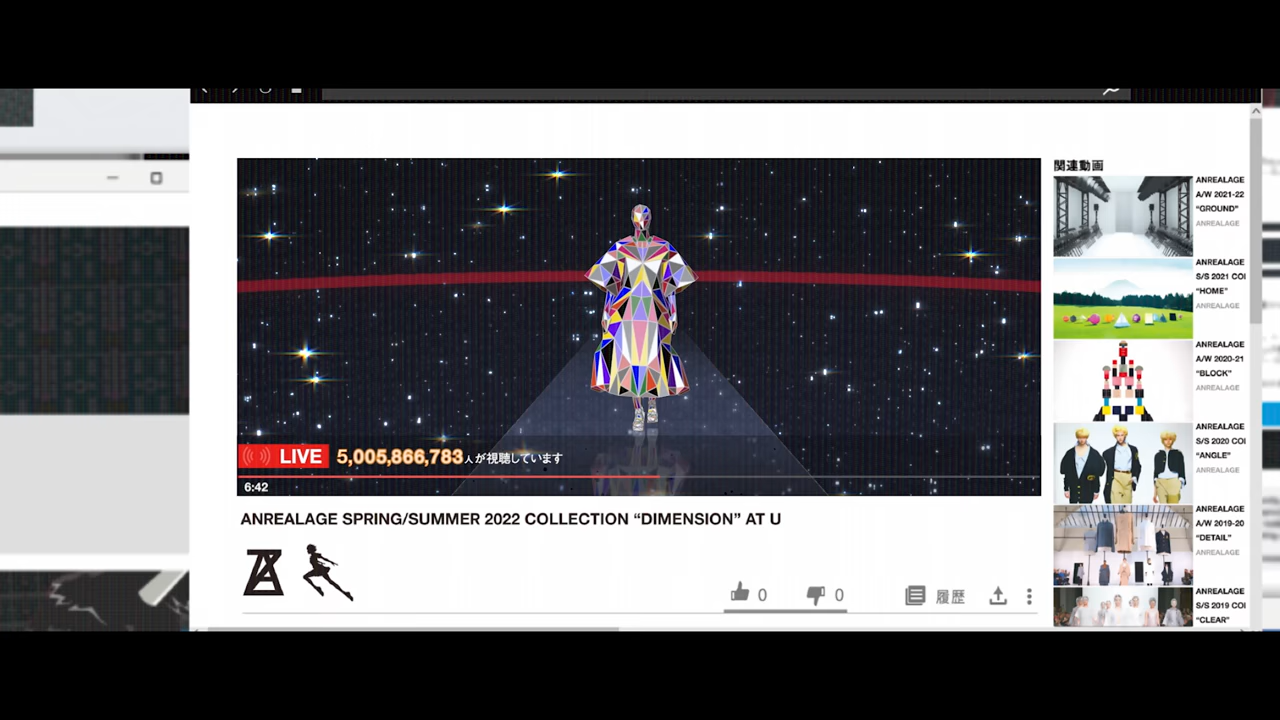 LIVE 5,005,866,783人が視聴しています
6:42
ANREALAGE SPRING/SUMMER 2022 COLLECTION “DIMENSION” AT U
0 0 履歴
関連動画
ANREALAGE
A/W 2021-22
“GROUND”
ANREALAGE
ANREALAGE
S/S 2021 COl
“HOME”
ANREALAGE
ANREALAGE
A/W 2020-21
“BLOCK”
ANREALAGE
ANREALAGE
S/S 2020 COl
“ANGLE”
ANREALAGE
ANREALAGE
A/W 2019-20
“DETAIL”
ANREALAGE
ANREALAGE
S/S 2019 COl
“CLEAR”